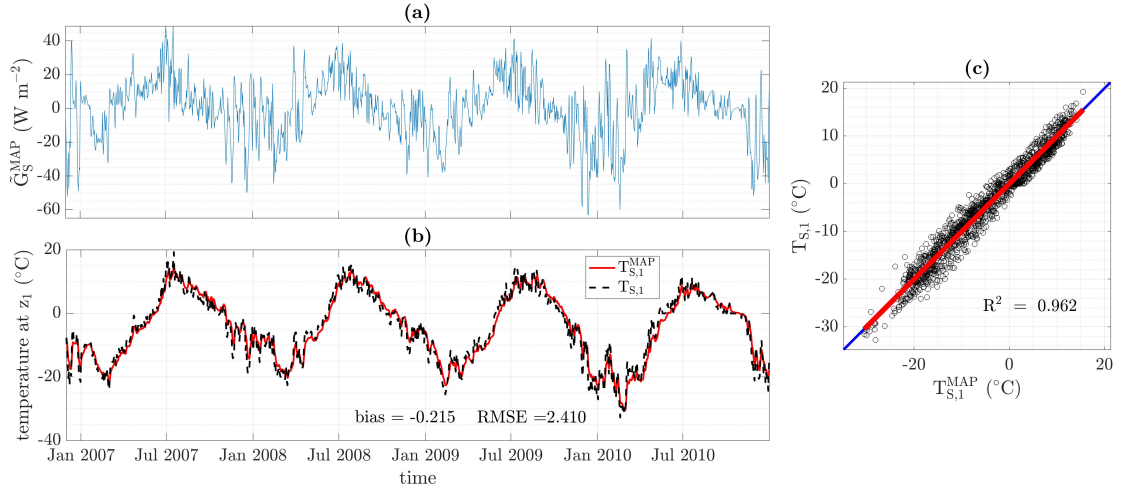 (a)
G̃_S^MAP (W m⁻²)
40
20
0
-20
-40
-60
(b)
temperature at z₁ (°C)
20
0
-20
-40
T_S,1^MAP
T_S,1
bias = -0.215 RMSE =2.410
Jan 2007 Jul 2007 Jan 2008 Jul 2008 Jan 2009 Jul 2009 Jan 2010 Jul 2010
time
(c)
T_S,1 (°C)
20
10
0
-10
-20
-30
R² = 0.962
-20 0 20
T_S,1^MAP (°C)